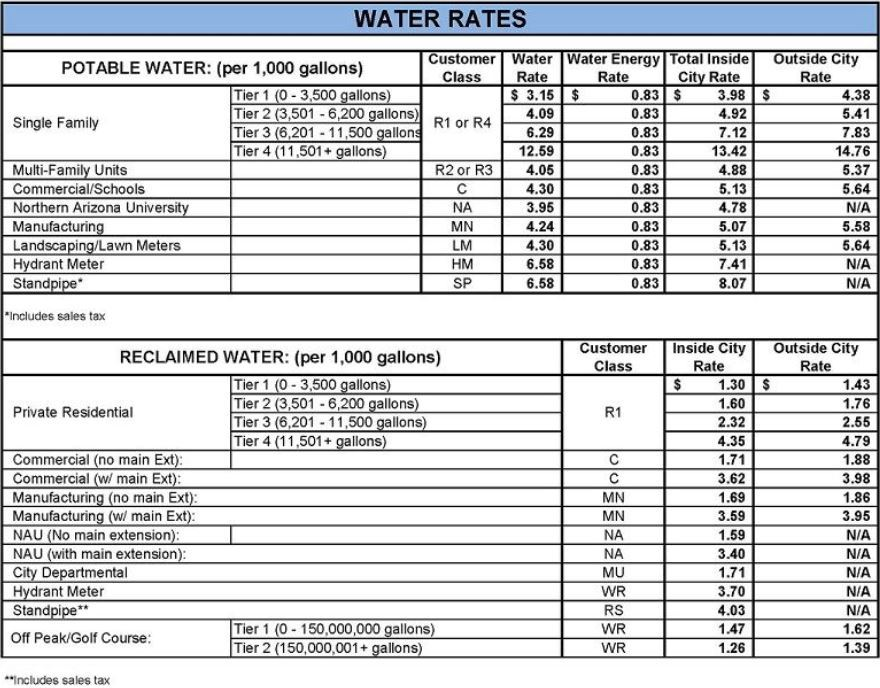 WATER RATES
POTABLE WATER: (per 1,000 gallons) Customer Class Water Rate Water Energy Rate Total Inside City Rate Outside City Rate
Single Family R1 or R4
Tier 1 (0 - 3,500 gallons) $ 3.15 $ 0.83 $ 3.98 $ 4.38
Tier 2 (3,501 - 6,200 gallons) 4.09 0.83 4.92 5.41
Tier 3 (6,201 - 11,500 gallons 6.29 0.83 7.12 7.83
Tier 4 (11,501+ gallons) 12.59 0.83 13.42 14.76
Multi-Family Units R2 or R3 4.05 0.83 4.88 5.37
Commercial/Schools C 4.30 0.83 5.13 5.64
Northern Arizona University NA 3.95 0.83 4.78 N/A
Manufacturing MN 4.24 0.83 5.07 5.58
Landscaping/Lawn Meters LM 4.30 0.83 5.13 5.64
Hydrant Meter HM 6.58 0.83 7.41 N/A
Standpipe* SP 6.58 0.83 8.07 N/A
*Includes sales tax
RECLAIMED WATER: (per 1,000 gallons) Customer Class Inside City Rate Outside City Rate
Private Residential R1
Tier 1 (0 - 3,500 gallons) $ 1.30 $ 1.43
Tier 2 (3,501 - 6,200 gallons) 1.60 1.76
Tier 3 (6,201 - 11,500 gallons) 2.32 2.55
Tier 4 (11,501+ gallons) 4.35 4.79
Commercial (no main Ext): C 1.71 1.88
Commercial (w/ main Ext): C 3.62 3.98
Manufacturing (no main Ext): MN 1.69 1.86
Manufacturing (w/ main Ext): MN 3.59 3.95
NAU (No main extension): NA 1.59 N/A
NAU (with main extension): NA 3.40 N/A
City Departmental MU 1.71 N/A
Hydrant Meter WR 3.70 N/A
Standpipe** RS 4.03 N/A
Off Peak/Golf Course:
Tier 1 (0 - 150,000,000 gallons) WR 1.47 1.62
Tier 2 (150,000,001+ gallons) WR 1.26 1.39
**Includes sales tax